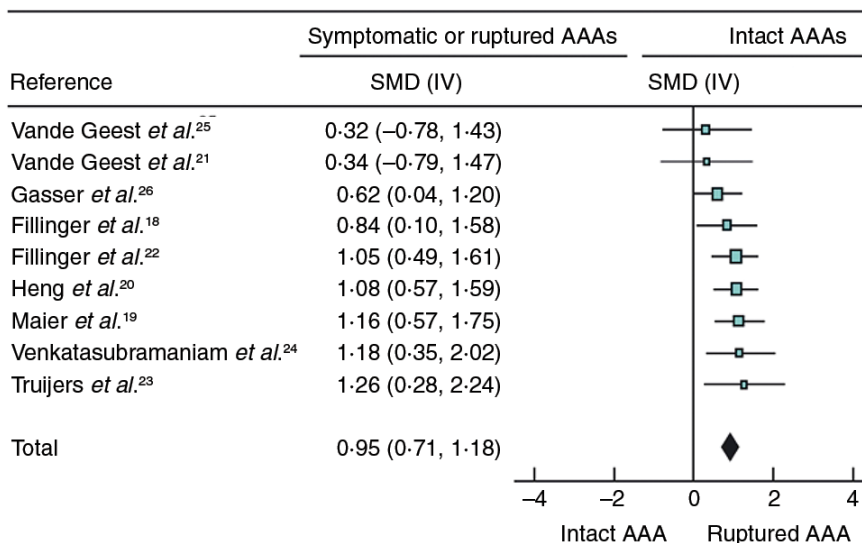 Symptomatic or ruptured AAAs Intact AAAs
Reference SMD (IV) SMD (IV)
Vande Geest et al.²⁵ 0·32 (–0·78, 1·43)
Vande Geest et al.²¹ 0·34 (–0·79, 1·47)
Gasser et al.²⁶ 0·62 (0·04, 1·20)
Fillinger et al.¹⁸ 0·84 (0·10, 1·58)
Fillinger et al.²² 1·05 (0·49, 1·61)
Heng et al.²⁰ 1·08 (0·57, 1·59)
Maier et al.¹⁹ 1·16 (0·57, 1·75)
Venkatasubramaniam et al.²⁴ 1·18 (0·35, 2·02)
Truijers et al.²³ 1·26 (0·28, 2·24)
Total 0·95 (0·71, 1·18)
–4 –2 0 2 4
Intact AAA Ruptured AAA